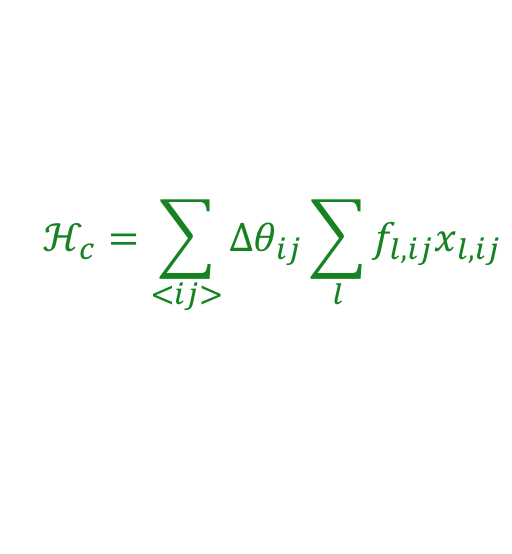 ℋ_c = ∑_{<ij>} Δθ_{ij} ∑_l f_{l,ij} x_{l,ij}